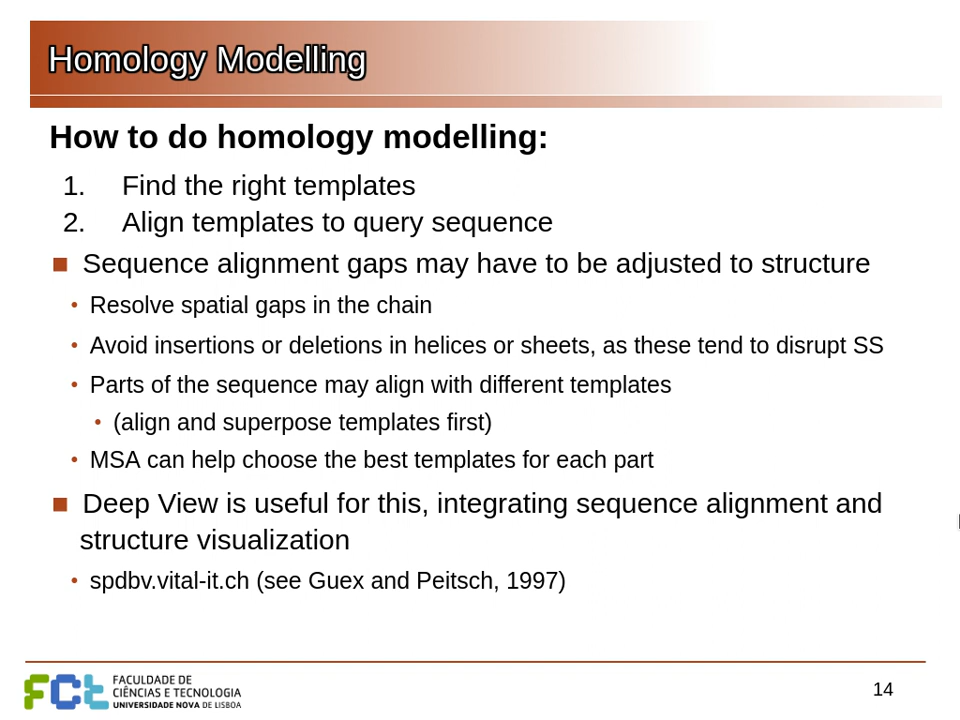 Homology Modelling
How to do homology modelling:
1. Find the right templates
2. Align templates to query sequence
■ Sequence alignment gaps may have to be adjusted to structure
• Resolve spatial gaps in the chain
• Avoid insertions or deletions in helices or sheets, as these tend to disrupt SS
• Parts of the sequence may align with different templates
• (align and superpose templates first)
• MSA can help choose the best templates for each part
■ Deep View is useful for this, integrating sequence alignment and
structure visualization
• spdbv.vital-it.ch (see Guex and Peitsch, 1997)
FCt
FACULDADE DE
CIÊNCIAS E TECNOLOGIA
UNIVERSIDADE NOVA DE LISBOA
14